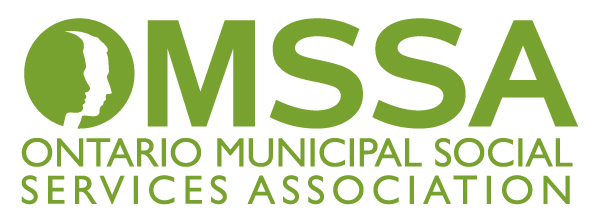 OMSSA
ONTARIO MUNICIPAL SOCIAL
SERVICES ASSOCIATION